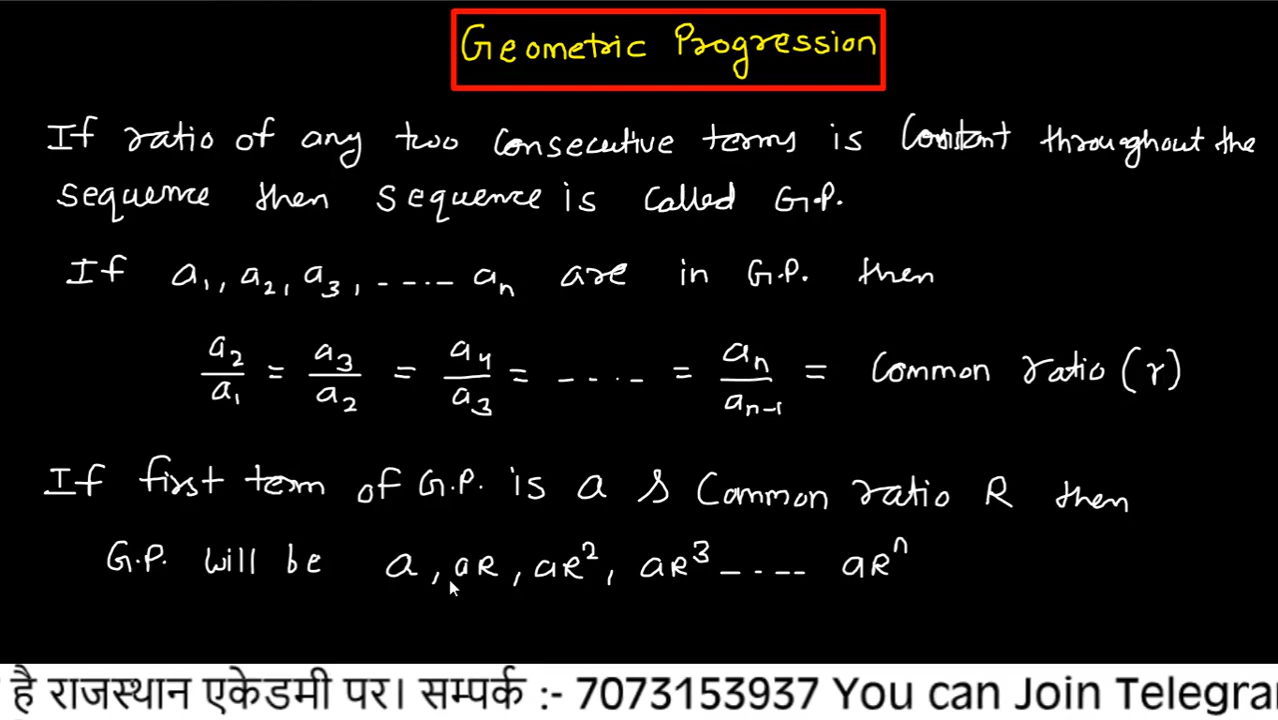 Geometric Progression
If ratio of any two consecutive terms is Constant throughout the
sequence then sequence is called G.P.
If a₁, a₂, a₃, ----- aₙ are in G.P. then
a₂/a₁ = a₃/a₂ = a₄/a₃ = ----- = aₙ/aₙ₋₁ = Common ratio (r)
If first term of G.P. is a & Common ratio R then
G.P. will be a, aR, aR², aR³ ----- aRⁿ
है राजस्थान एकेडमी पर। सम्पर्क :- 7073153937 You can Join Telegra